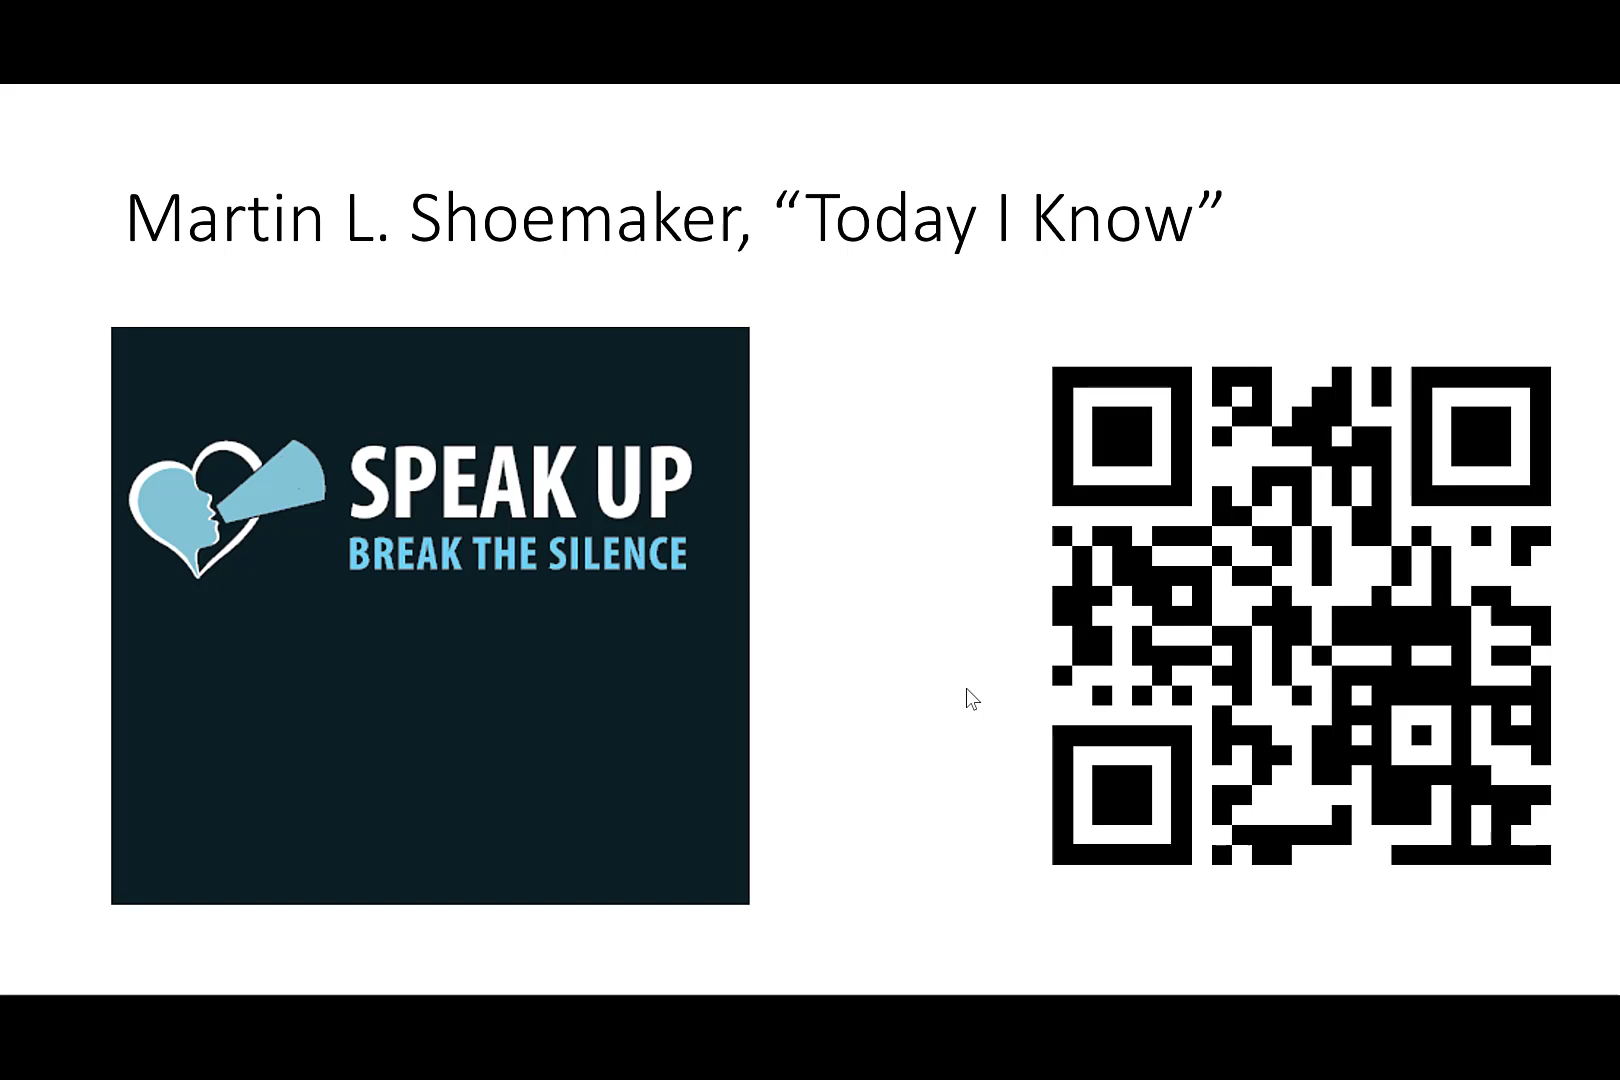 Martin L. Shoemaker, “Today I Know”
SPEAK UP
BREAK THE SILENCE